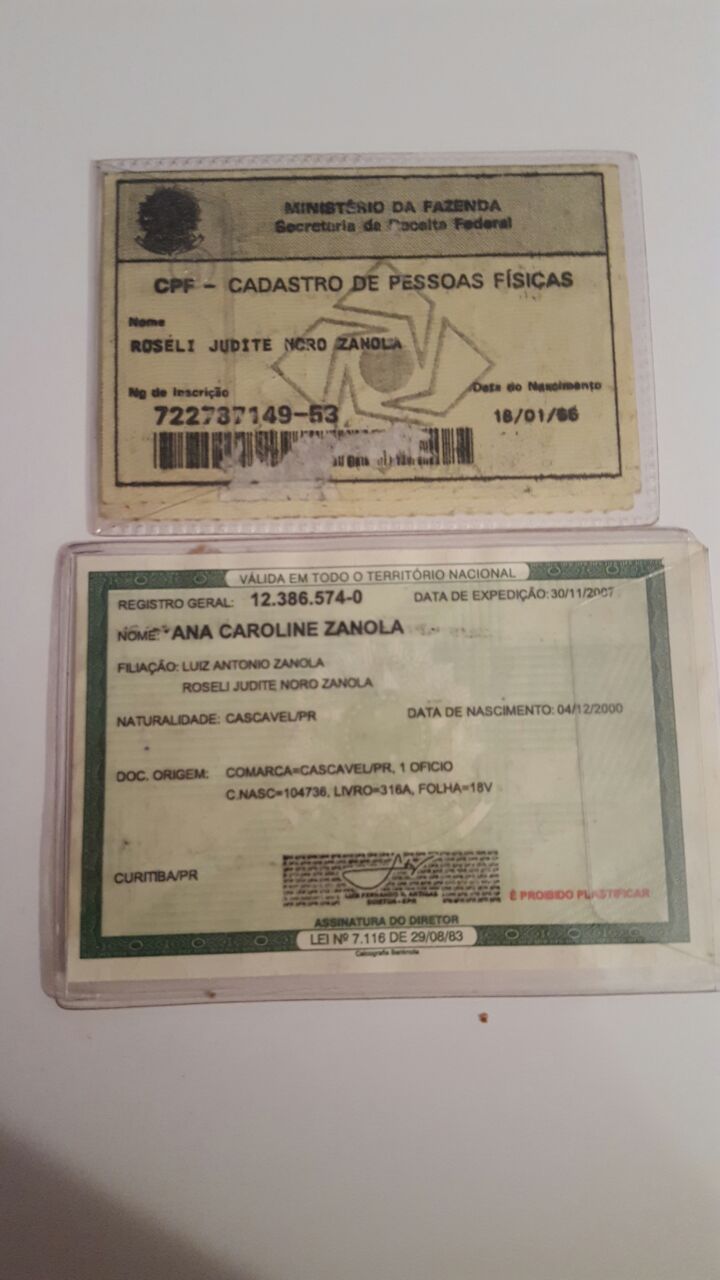 MINISTÉRIO DA FAZENDA
Secretaria da Receita Federal
CPF - CADASTRO DE PESSOAS FÍSICAS
Nome
ROSELI JUDITE NORO ZANOLA
Nº de Inscrição
Data do Nascimento
722737149-53
18/01/66
VÁLIDA EM TODO O TERRITÓRIO NACIONAL
REGISTRO GERAL: 12.386.574-0 DATA DE EXPEDIÇÃO: 30/11/2007
NOME: ANA CAROLINE ZANOLA
FILIAÇÃO: LUIZ ANTONIO ZANOLA
ROSELI JUDITE NORO ZANOLA
NATURALIDADE: CASCAVEL/PR DATA DE NASCIMENTO: 04/12/2000
DOC. ORIGEM: COMARCA=CASCAVEL/PR, 1 OFICIO
C.NASC=104736, LIVRO=316A, FOLHA=18V
CURITIBA/PR
É PROIBIDO PLASTIFICAR
ASSINATURA DO DIRETOR
LEI Nº 7.116 DE 29/08/83